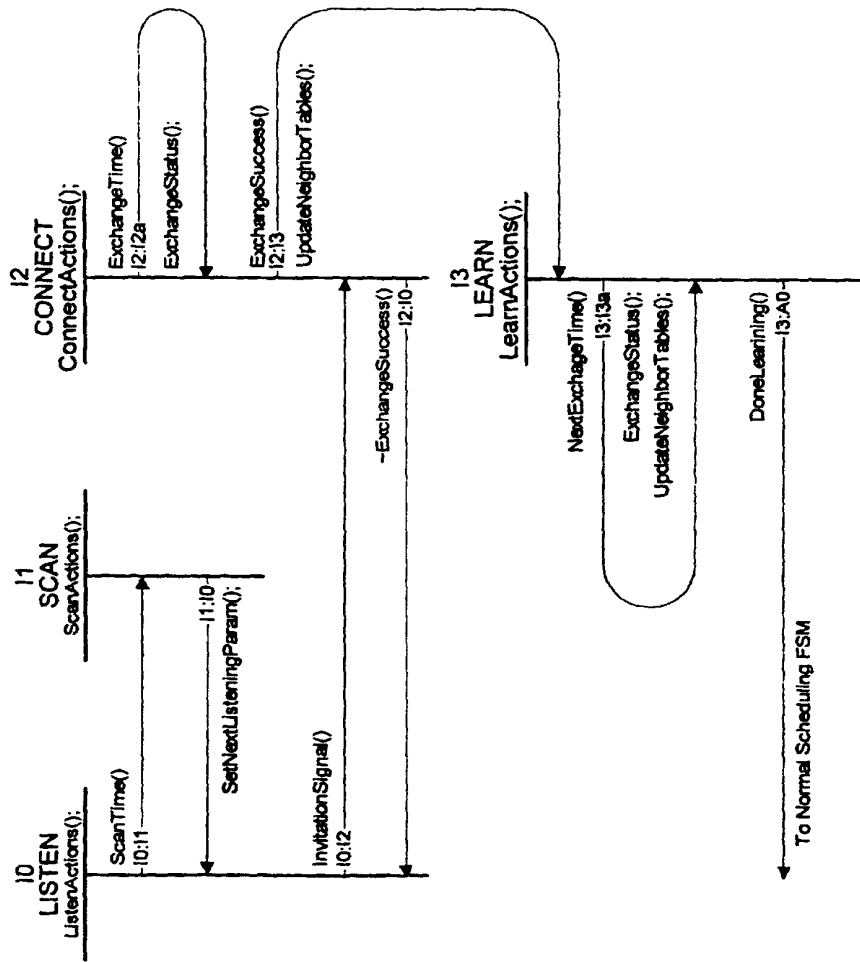 I0
LISTEN
ListenActions();
I1
SCAN
ScanActions();
I2
CONNECT
ConnectActions();
ScanTime()
I0:I1
I1:I0
SetNextListeningParam();
InvitationSignal()
I0:I2
~ExchangeSuccess()
I2:I0
ExchangeTime()
I2:I2a
ExchangeStatus();
ExchangeSuccess()
I2:I3
UpdateNeighborTables();
I3
LEARN
LearnActions();
NextExchageTime()
I3:I3a
ExchangeStatus();
UpdateNeighborTables();
DoneLearining()
I3:A0
To Normal Scheduling FSM